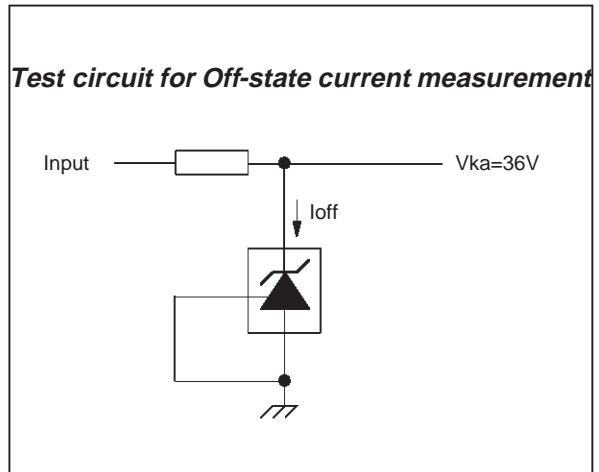 Test circuit for Off-state current measurement
Input
Vka=36V
Ioff